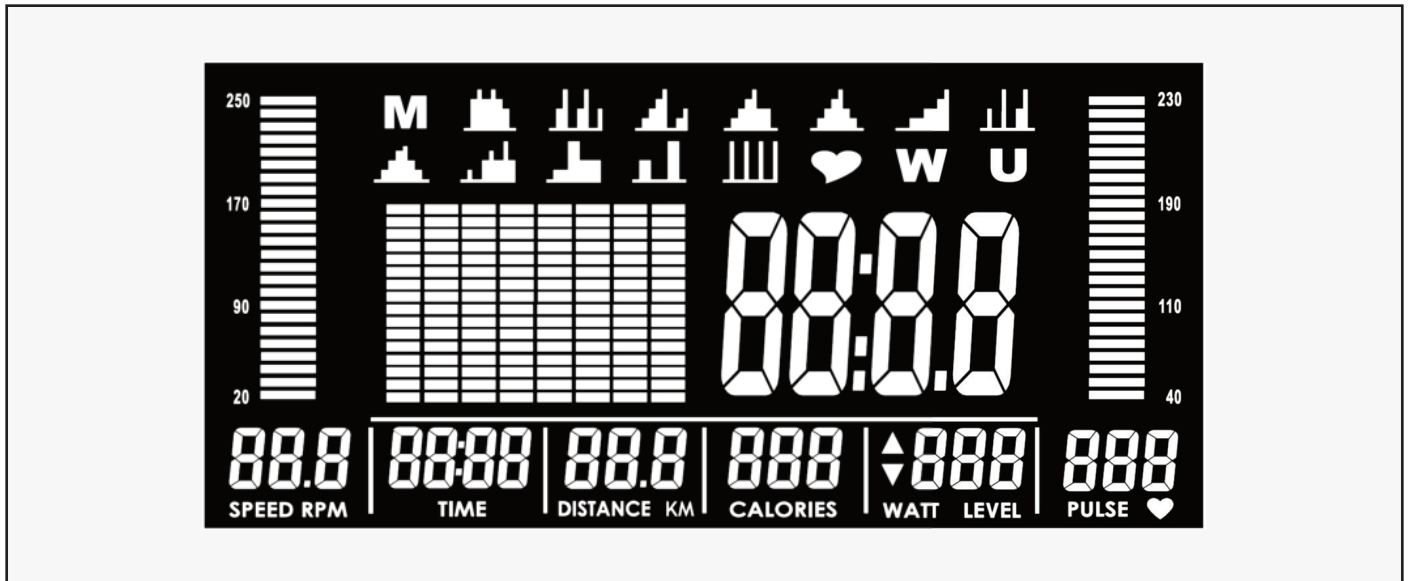 250
230
M
170
190
W U
88:8.8
90
110
20
40
88.8
88:88
88.8
888
888
888
SPEED RPM
TIME
DISTANCE KM
CALORIES
WATT LEVEL
PULSE